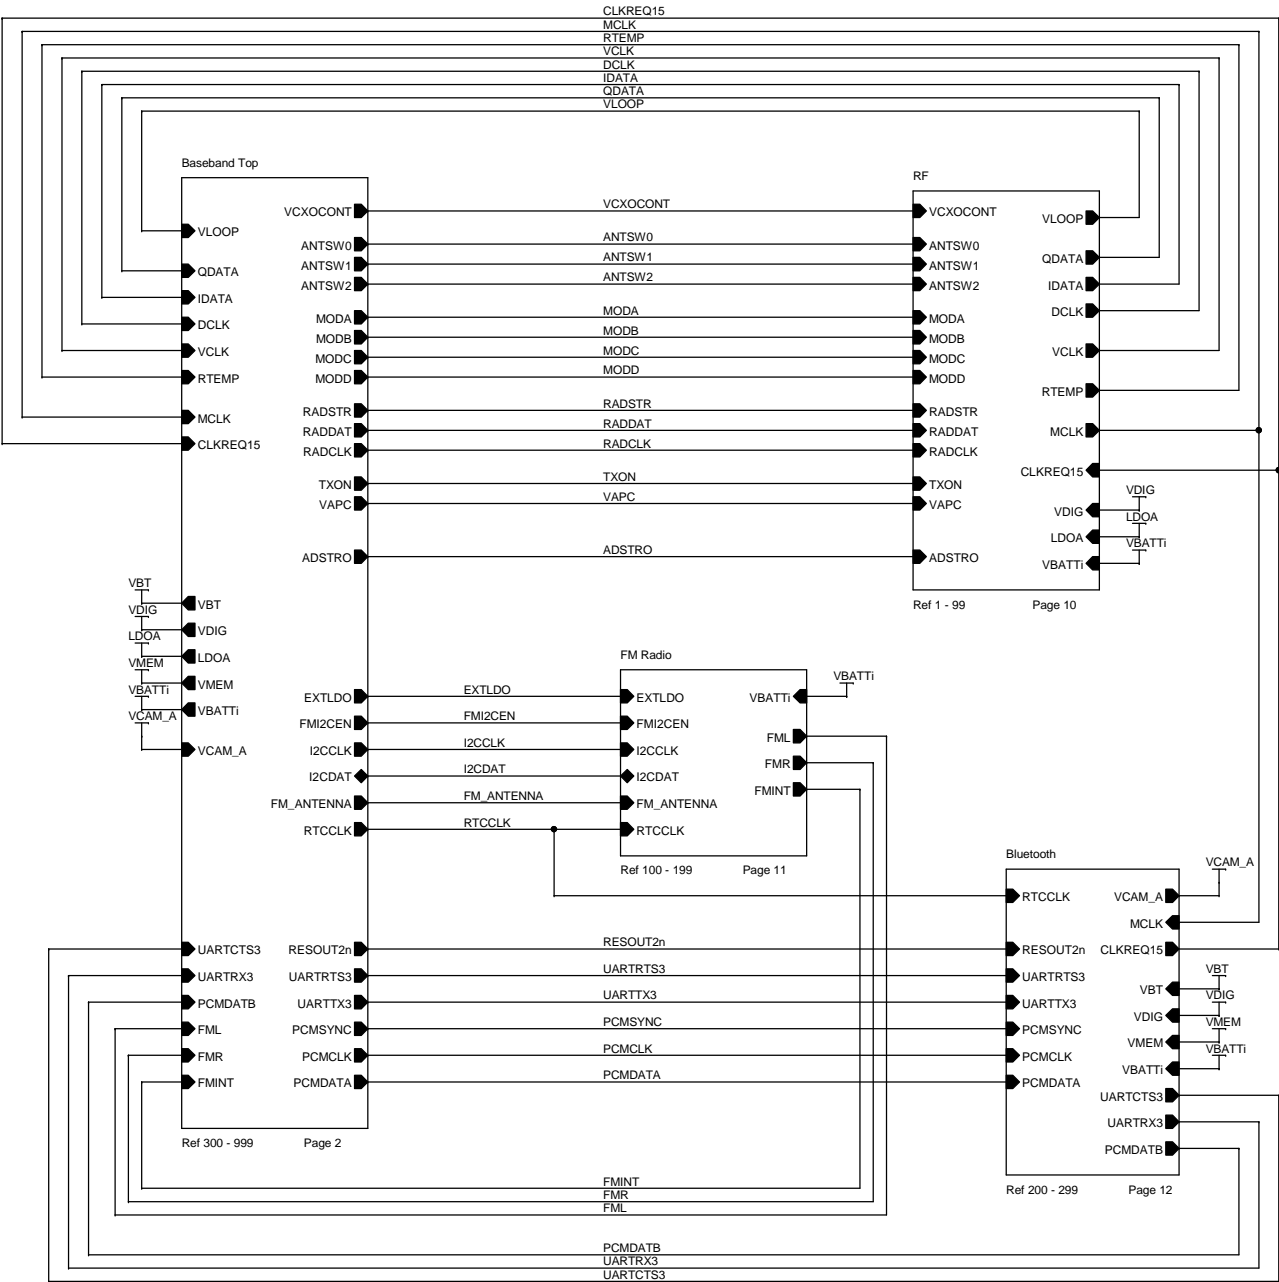 CLKREQ15
MCLK
RTEMP
VCLK
DCLK
IDATA
QDATA
VLOOP
Baseband Top
VLOOP
QDATA
IDATA
DCLK
VCLK
RTEMP
MCLK
CLKREQ15
VBT
VDIG
LDOA
VMEM
VBATTi
VCAM_A
VBT
VDIG
LDOA
VMEM
VBATTi
VCAM_A
UARTCTS3
UARTRX3
PCMDATB
FML
FMR
FMINT
VCXOCONT
ANTSW0
ANTSW1
ANTSW2
MODA
MODB
MODC
MODD
RADSTR
RADDAT
RADCLK
TXON
VAPC
ADSTRO
EXTLDO
FMI2CEN
I2CCLK
I2CDAT
FM_ANTENNA
RTCCLK
RESOUT2n
UARTRTS3
UARTTX3
PCMSYNC
PCMCLK
PCMDATA
Ref 300 - 999 Page 2
VCXOCONT
ANTSW0
ANTSW1
ANTSW2
MODA
MODB
MODC
MODD
RADSTR
RADDAT
RADCLK
TXON
VAPC
ADSTRO
RF
VCXOCONT
ANTSW0
ANTSW1
ANTSW2
MODA
MODB
MODC
MODD
RADSTR
RADDAT
RADCLK
TXON
VAPC
ADSTRO
VLOOP
QDATA
IDATA
DCLK
VCLK
RTEMP
MCLK
CLKREQ15
VDIG
LDOA
VBATTi
VDIG
LDOA
VBATTi
Ref 1 - 99 Page 10
EXTLDO
FMI2CEN
I2CCLK
I2CDAT
FM_ANTENNA
RTCCLK
FM Radio
EXTLDO
FMI2CEN
I2CCLK
I2CDAT
FM_ANTENNA
RTCCLK
VBATTi
FML
FMR
FMINT
VBATTi
Ref 100 - 199 Page 11
RESOUT2n
UARTRTS3
UARTTX3
PCMSYNC
PCMCLK
PCMDATA
Bluetooth
RTCCLK
RESOUT2n
UARTRTS3
UARTTX3
PCMSYNC
PCMCLK
PCMDATA
VCAM_A
MCLK
CLKREQ15
VBT
VDIG
VMEM
VBATTi
UARTCTS3
UARTRX3
PCMDATB
VCAM_A
VBT
VDIG
VMEM
VBATTi
Ref 200 - 299 Page 12
FMINT
FMR
FML
PCMDATB
UARTRX3
UARTCTS3